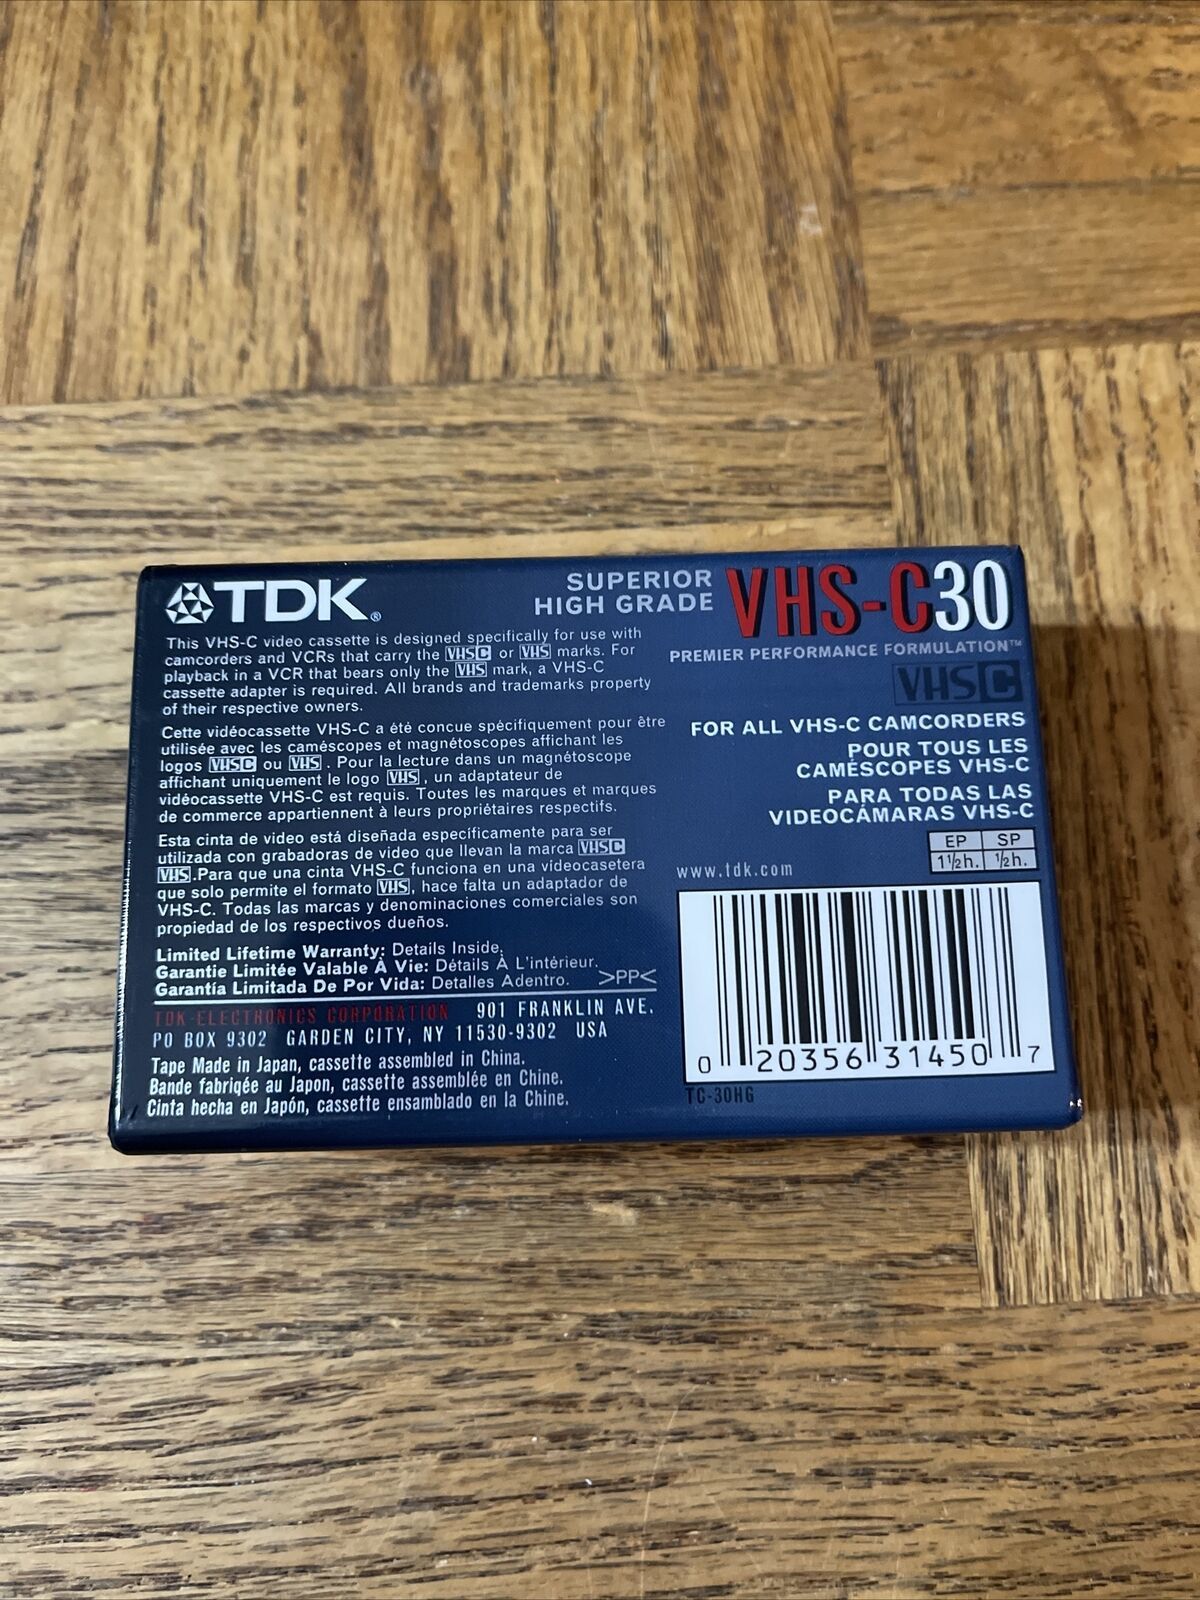 TDK®
SUPERIOR
HIGH GRADE
VHS-C30
PREMIER PERFORMANCE FORMULATION™
VHSC
This VHS-C video cassette is designed specifically for use with
camcorders and VCRs that carry the VHSC or VHS marks. For
playback in a VCR that bears only the VHS mark, a VHS-C
cassette adapter is required. All brands and trademarks property
of their respective owners.
Cette vidéocassette VHS-C a été concue spécifiquement pour être
utilisée avec les caméscopes et magnétoscopes affichant les
logos VHSC ou VHS. Pour la lecture dans un magnétoscope
affichant uniquement le logo VHS, un adaptateur de
vidéocassette VHS-C est requis. Toutes les marques et marques
de commerce appartiennent à leurs propriétaires respectifs.
Esta cinta de video está diseñada específicamente para ser
utilizada con grabadoras de video que llevan la marca VHSC
VHS.Para que una cinta VHS-C funciona en una videocasetera
que solo permite el formato VHS, hace falta un adaptador de
VHS-C. Todas las marcas y denominaciones comerciales son
propiedad de los respectivos dueños.
Limited Lifetime Warranty: Details Inside.
Garantie Limitée Valable À Vie: Détails À L'intérieur.
Garantía Limitada De Por Vida: Detalles Adentro.
>PP<
TDK-ELECTRONICS CORPORATION 901 FRANKLIN AVE.
PO BOX 9302 GARDEN CITY, NY 11530-9302 USA
Tape Made in Japan, cassette assembled in China.
Bande fabriqée au Japon, cassette assemblée en Chine.
Cinta hecha en Japón, cassette ensamblado en la Chine.
FOR ALL VHS-C CAMCORDERS
POUR TOUS LES
CAMÉSCOPES VHS-C
PARA TODAS LAS
VIDEOCÁMARAS VHS-C
EP SP
1½h. ½h.
www.tdk.com
0 20356 31450 7
TC-30HG